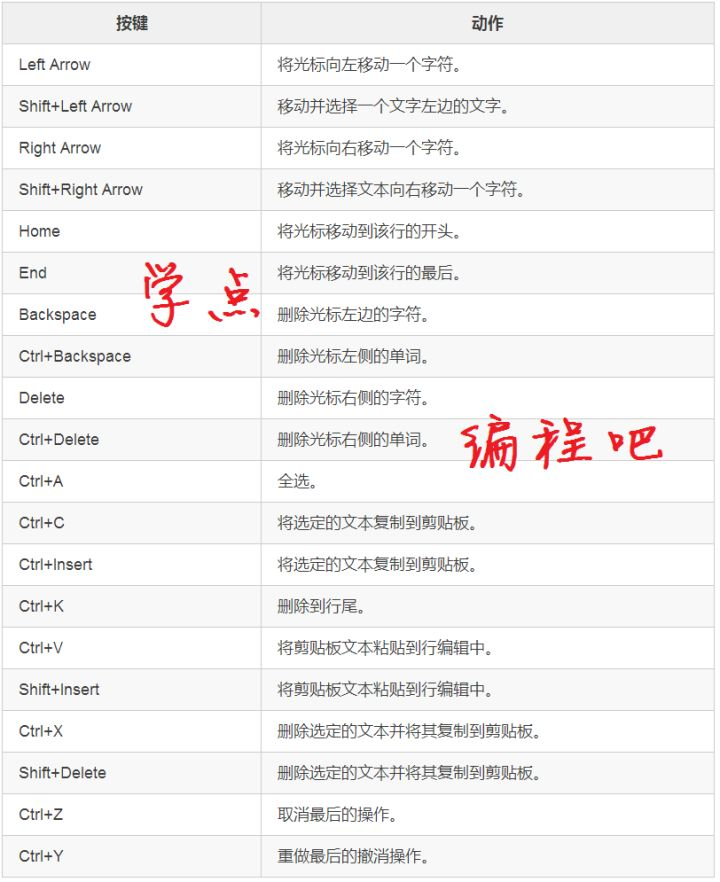 按键 动作
Left Arrow 将光标向左移动一个字符。
Shift+Left Arrow 移动并选择一个文字左边的文字。
Right Arrow 将光标向右移动一个字符。
Shift+Right Arrow 移动并选择文本向右移动一个字符。
Home 将光标移动到该行的开头。
End 将光标移动到该行的最后。
学点
Backspace 删除光标左边的字符。
Ctrl+Backspace 删除光标左侧的单词。
Delete 删除光标右侧的字符。
Ctrl+Delete 删除光标右侧的单词。
编程吧
Ctrl+A 全选。
Ctrl+C 将选定的文本复制到剪贴板。
Ctrl+Insert 将选定的文本复制到剪贴板。
Ctrl+K 删除到行尾。
Ctrl+V 将剪贴板文本粘贴到行编辑中。
Shift+Insert 将剪贴板文本粘贴到行编辑中。
Ctrl+X 删除选定的文本并将其复制到剪贴板。
Shift+Delete 删除选定的文本并将其复制到剪贴板。
Ctrl+Z 取消最后的操作。
Ctrl+Y 重做最后的撤消操作。